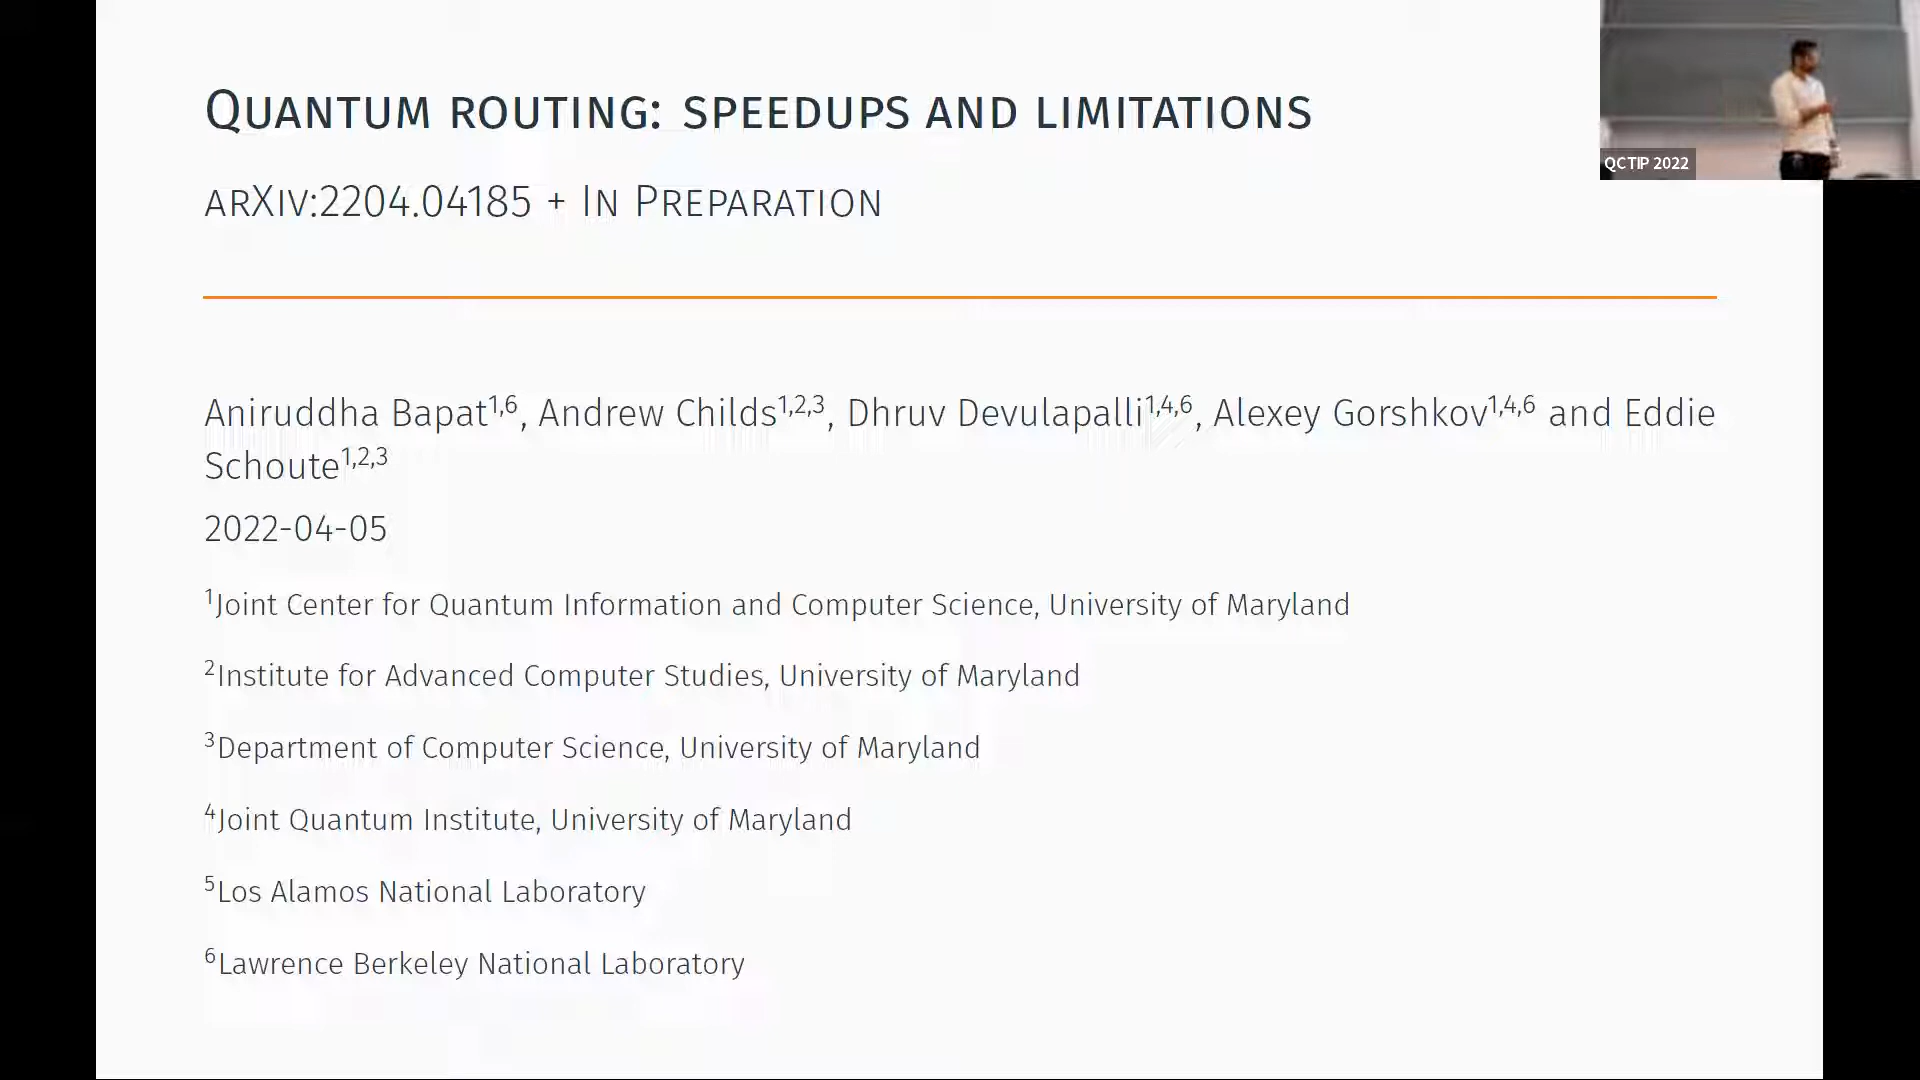 QUANTUM ROUTING: SPEEDUPS AND LIMITATIONS
QCTIP 2022
ARXIV:2204.04185 + IN PREPARATION
Aniruddha Bapat1,6, Andrew Childs1,2,3, Dhruv Devulapalli1,4,6, Alexey Gorshkov1,4,6 and Eddie
Schoute1,2,3
2022-04-05
1Joint Center for Quantum Information and Computer Science, University of Maryland
2Institute for Advanced Computer Studies, University of Maryland
3Department of Computer Science, University of Maryland
4Joint Quantum Institute, University of Maryland
5Los Alamos National Laboratory
6Lawrence Berkeley National Laboratory